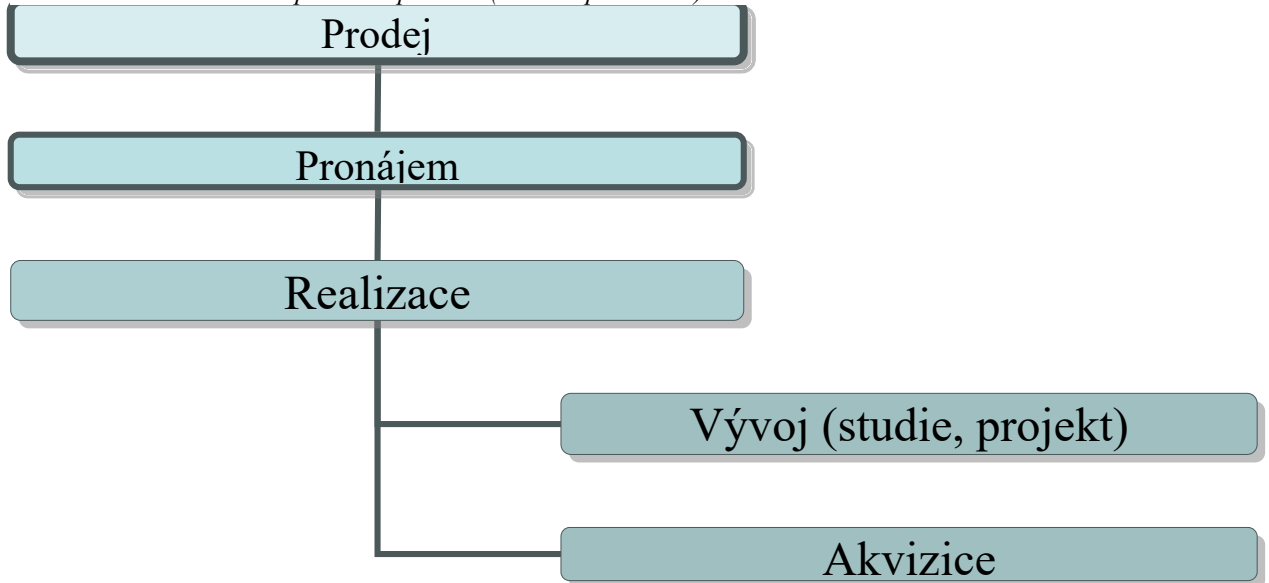 Prodej
Pronájem
Realizace
Vývoj (studie, projekt)
Akvizice